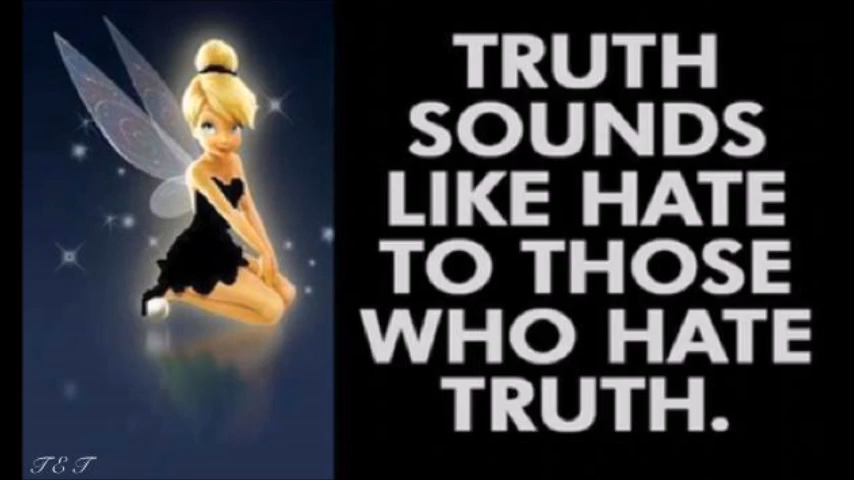 TRUTH
SOUNDS
LIKE HATE
TO THOSE
WHO HATE
TRUTH.
T&T